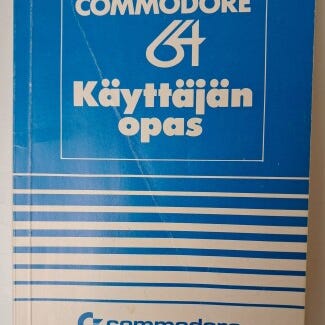 COMMODORE
64
Käyttäjän
opas
commodore